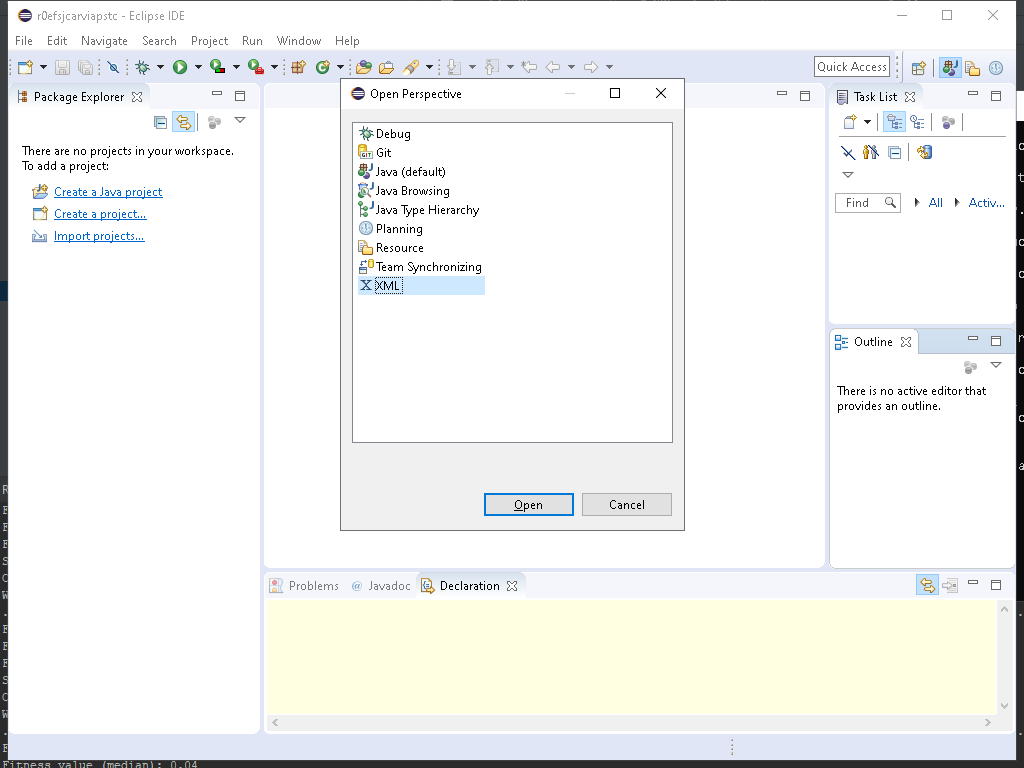 r0efsjcarviapstc - Eclipse IDE
File Edit Navigate Search Project Run Window Help
Quick Access
Package Explorer
There are no projects in your workspace.
To add a project:
Create a Java project
Create a project...
Import projects...
Open Perspective
Debug
GIT Git
Java (default)
Java Browsing
Java Type Hierarchy
Planning
Resource
Team Synchronizing
XML
Open Cancel
Task List
Find All Activ...
Outline
There is no active editor that
provides an outline.
Problems @ Javadoc Declaration
Fitness value (median): 0.04